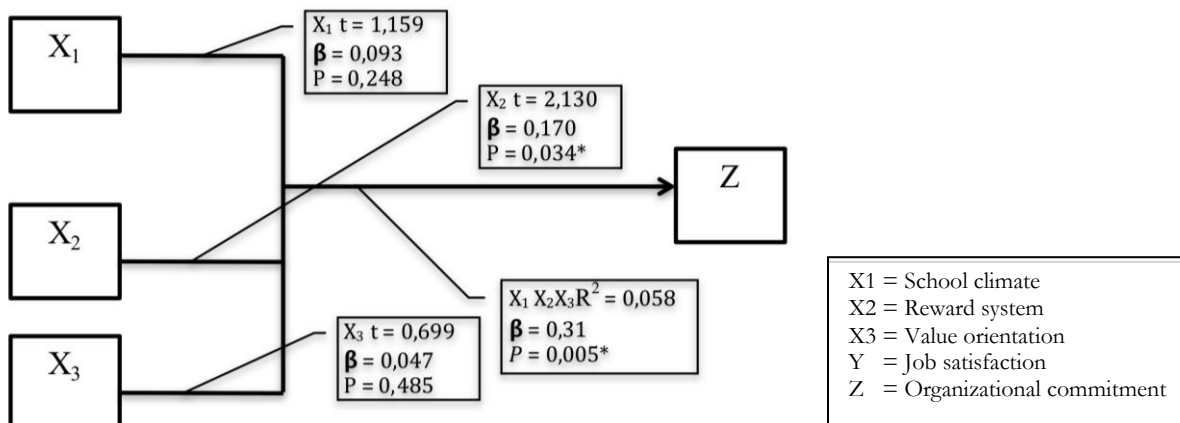 X₁
X₁ t = 1,159
β = 0,093
P = 0,248
X₂ t = 2,130
β = 0,170
P = 0,034*
Z
X₂
X₁ X₂X₃R² = 0,058
β = 0,31
P = 0,005*
X₃
X₃ t = 0,699
β = 0,047
P = 0,485
X1 = School climate
X2 = Reward system
X3 = Value orientation
Y = Job satisfaction
Z = Organizational commitment